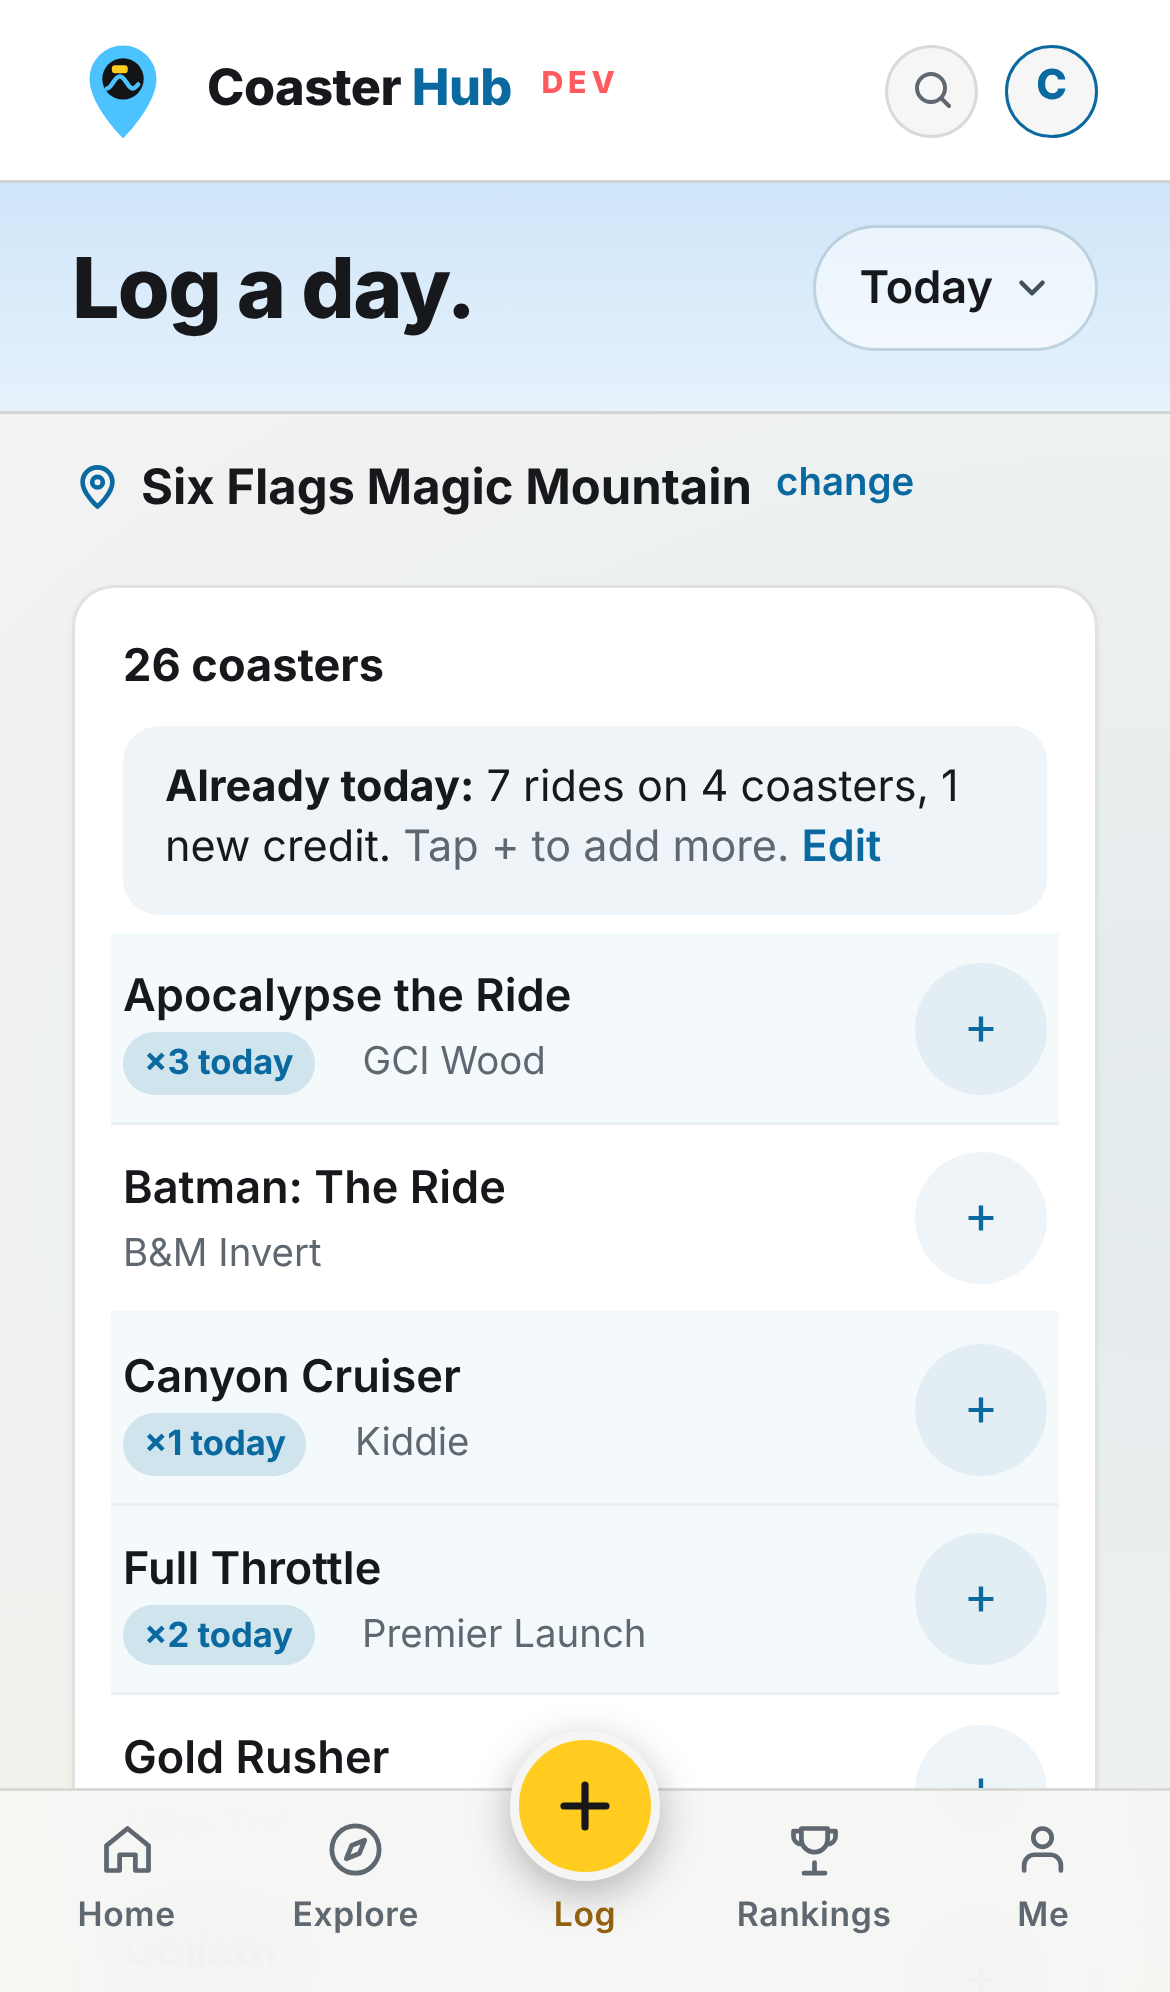 Coaster Hub DEV
C
Log a day.
Today
Six Flags Magic Mountain change
26 coasters
Already today: 7 rides on 4 coasters, 1
new credit. Tap + to add more. Edit
Apocalypse the Ride
×3 today GCI Wood
+
Batman: The Ride
B&M Invert
+
Canyon Cruiser
×1 today Kiddie
+
Full Throttle
×2 today Premier Launch
+
Gold Rusher
+
Home
Explore
Log
Rankings
Me
Goliath